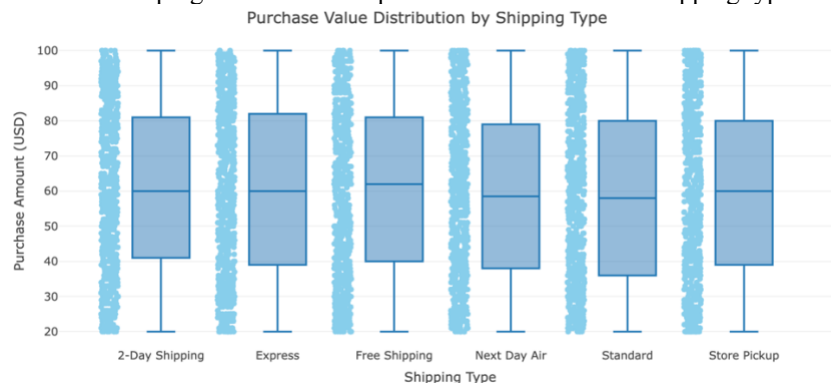 Purchase Value Distribution by Shipping Type
100
90
80
70
60
50
40
30
20
Purchase Amount (USD)
2-Day Shipping
Express
Free Shipping
Next Day Air
Standard
Store Pickup
Shipping Type